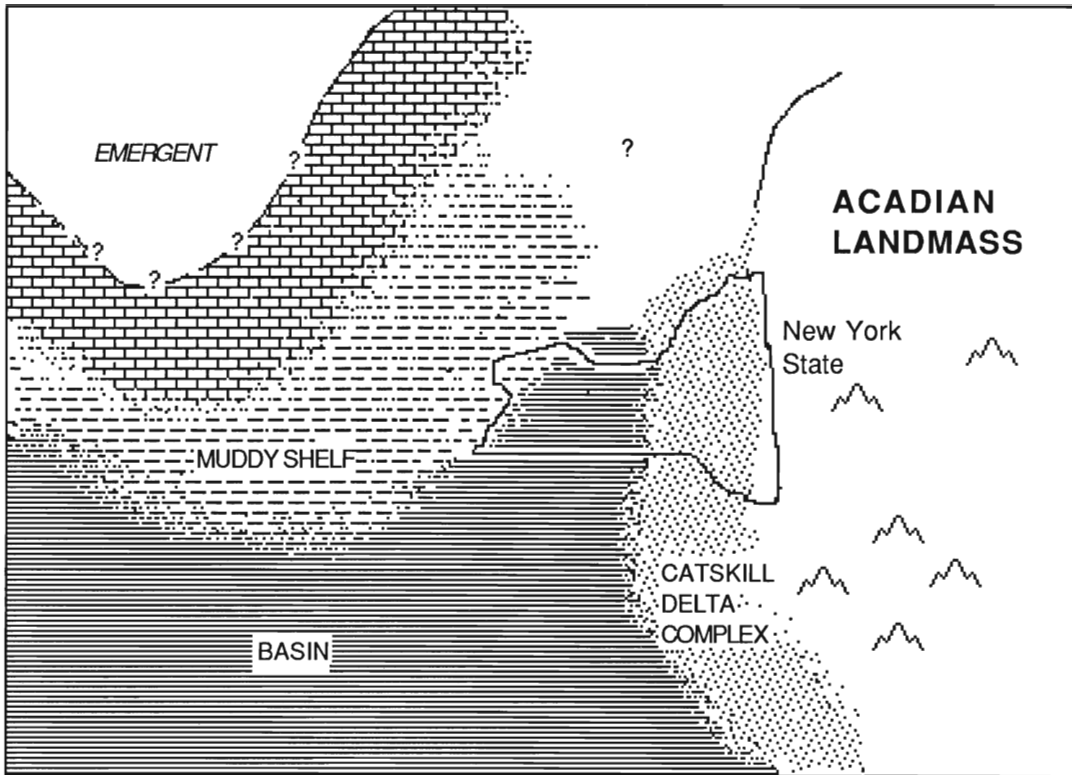 EMERGENT
?
?
?
?
?
ACADIAN
LANDMASS
New York
State
MUDDY SHELF
CATSKILL
DELTA
COMPLEX
BASIN